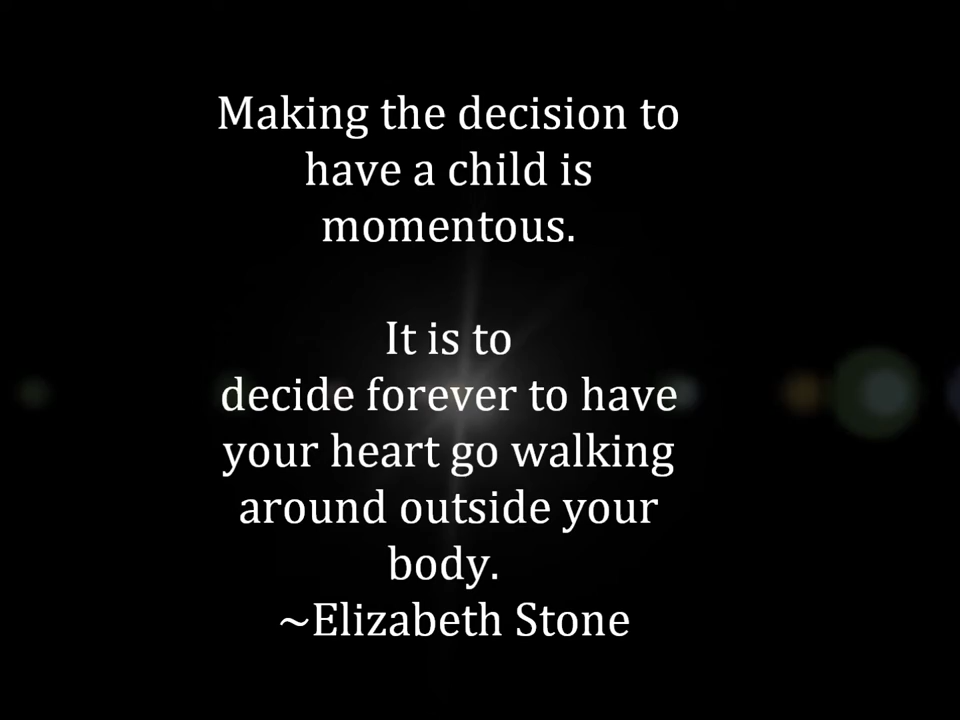 Making the decision to
have a child is
momentous.
It is to
decide forever to have
your heart go walking
around outside your
body.
~Elizabeth Stone